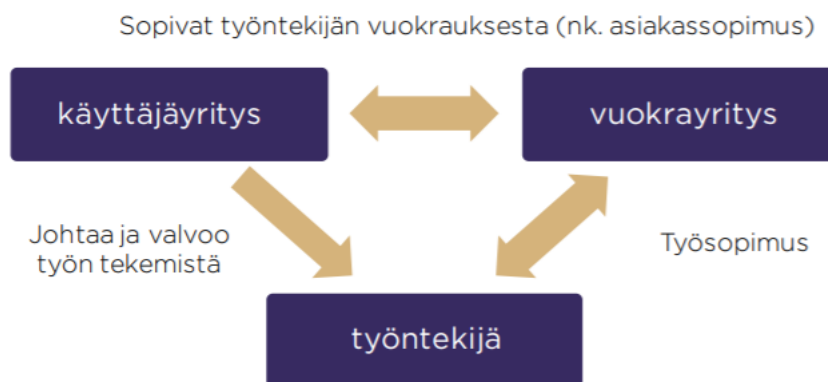 Sopivat työntekijän vuokrauksesta (nk. asiakassopimus)
käyttäjäyritys
vuokrayritys
Johtaa ja valvoo
työn tekemistä
Työsopimus
työntekijä